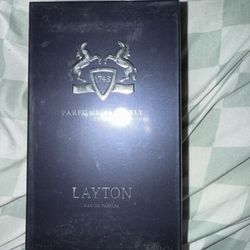 1743
PARFUMS
LAYTON
EAU DE PARFUM